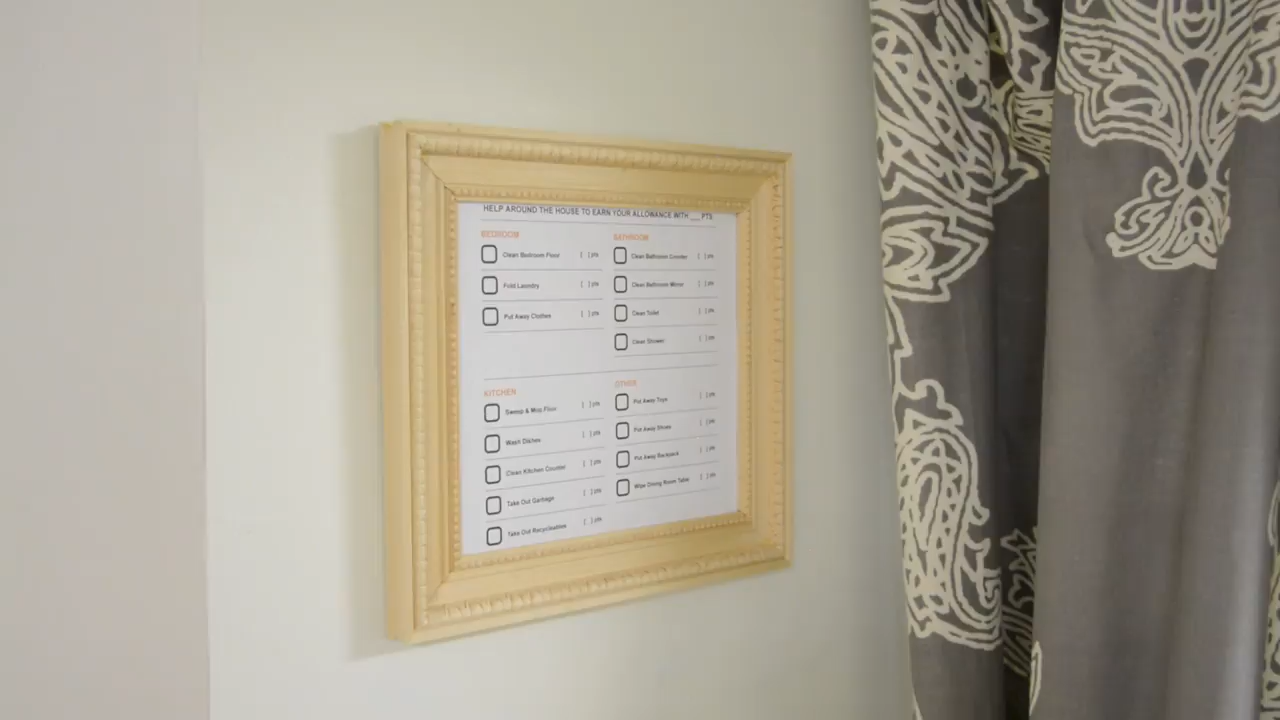 HELP AROUND THE HOUSE TO EARN YOUR ALLOWANCE WITH ___ PTS
BEDROOM
Clean Bedroom Floor [ ] pts
Fold Laundry [ ] pts
Put Away Clothes [ ] pts
BATHROOM
Clean Bathroom Counter [ ] pts
Clean Bathroom Mirror [ ] pts
Clean Toilet [ ] pts
Clean Shower [ ] pts
KITCHEN
Sweep & Mop Floor [ ] pts
Wash Dishes [ ] pts
Clean Kitchen Counter [ ] pts
Take Out Garbage [ ] pts
Take Out Recycleables [ ] pts
OTHER
Put Away Toys [ ] pts
Put Away Shoes [ ] pts
Put Away Backpack [ ] pts
Wipe Dining Room Table [ ] pts